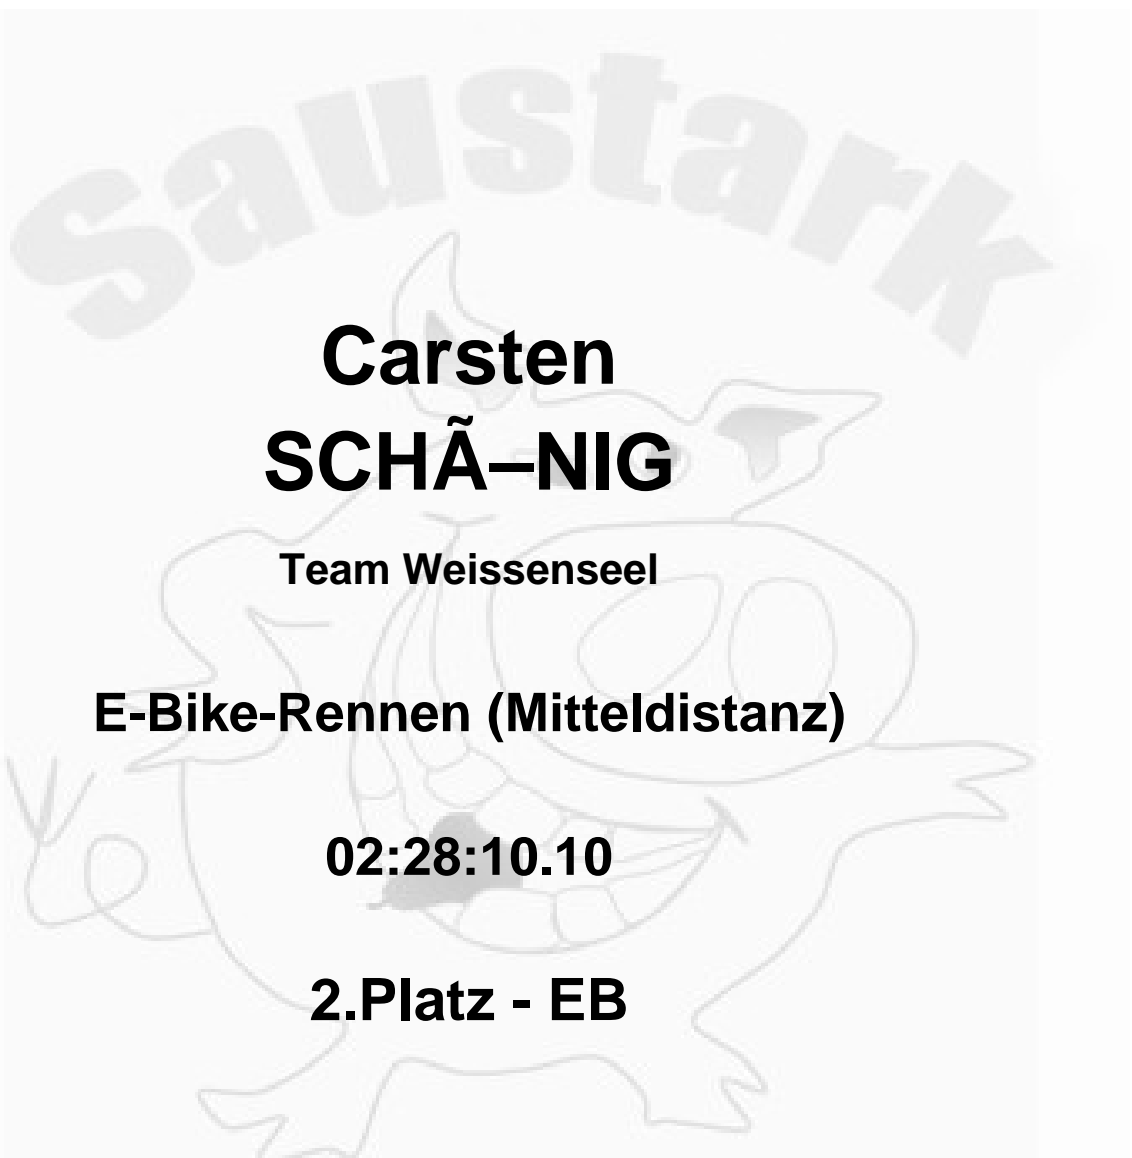 Saustark
Carsten
SCHÃ–NIG
Team Weissenseel
E-Bike-Rennen (Mitteldistanz)
02:28:10.10
2.Platz - EB